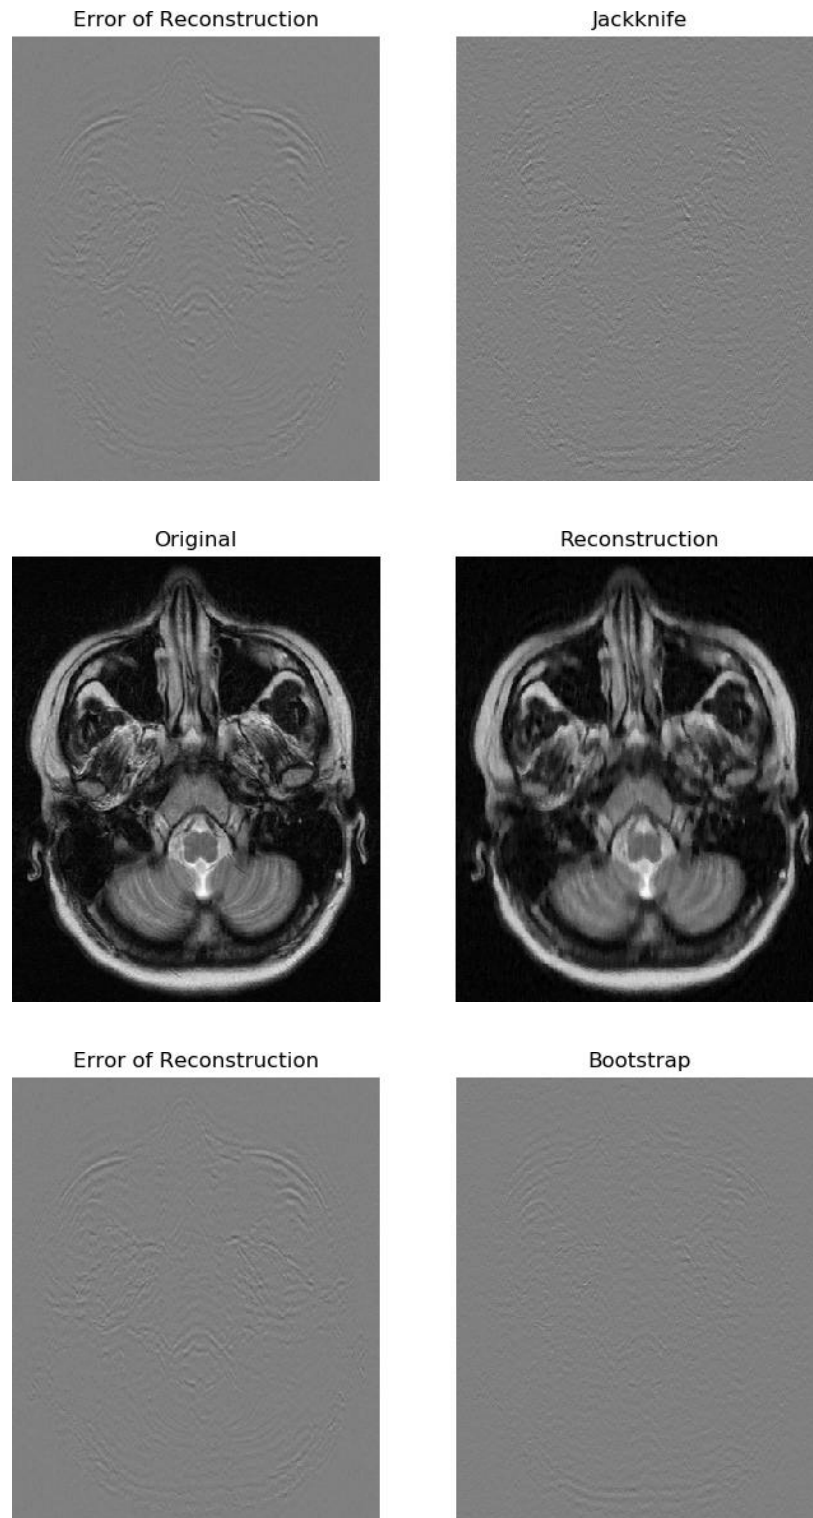 Error of Reconstruction
Jackknife
Original
Reconstruction
Error of Reconstruction
Bootstrap